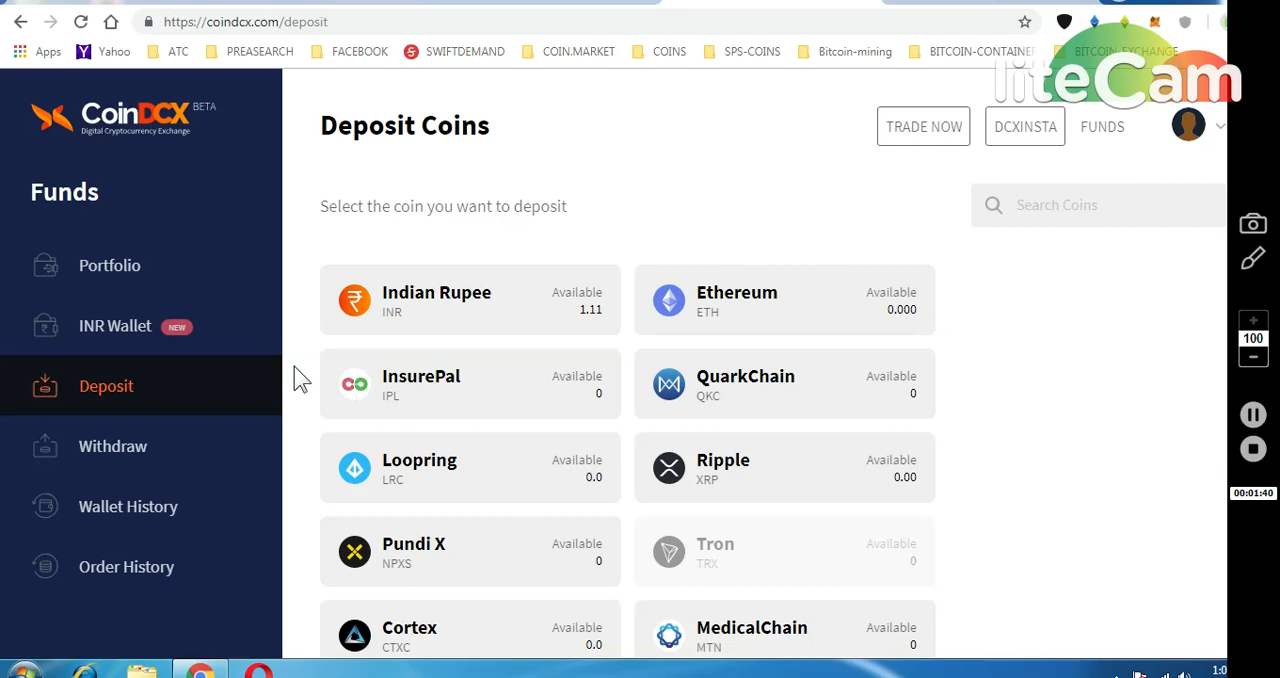 https://coindcx.com/deposit
Apps Yahoo ATC PREASEARCH FACEBOOK SWIFTDEMAND COIN.MARKET COINS SPS-COINS Bitcoin-mining BITCOIN-CONTAINER BITCOIN-EXCHANGE
liteCam
CoinDCX BETA
Digital Cryptocurrency Exchange
Deposit Coins
TRADE NOW DCXINSTA FUNDS
Funds
Select the coin you want to deposit
Search Coins
Portfolio
INR Wallet NEW
Deposit
Withdraw
Wallet History
Order History
Indian Rupee Available
INR 1.11
Ethereum Available
ETH 0.000
InsurePal Available
IPL 0
QuarkChain Available
QKC 0
Loopring Available
LRC 0.0
Ripple Available
XRP 0.00
Pundi X Available
NPXS 0
Tron Available
TRX 0
Cortex Available
CTXC 0.0
MedicalChain Available
MTN 0
100
00:01:40